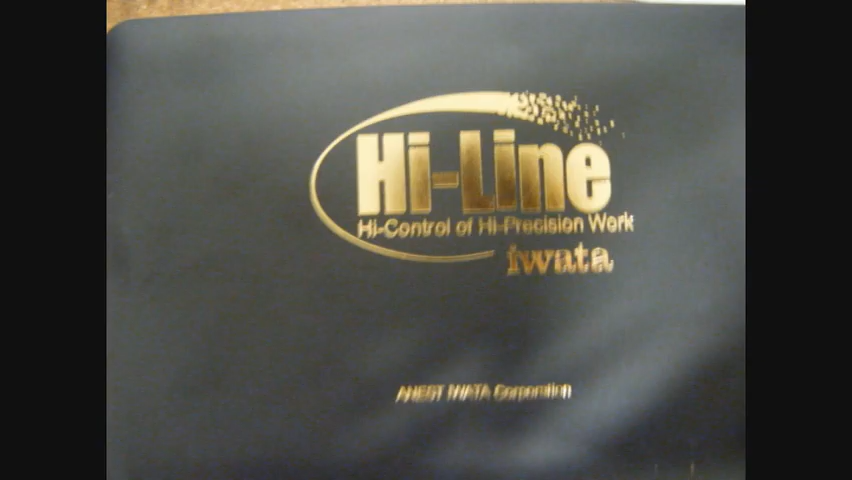 Hi-Line
Hi-Control of Hi-Precision Work
iwata
ANEST IWATA Corporation